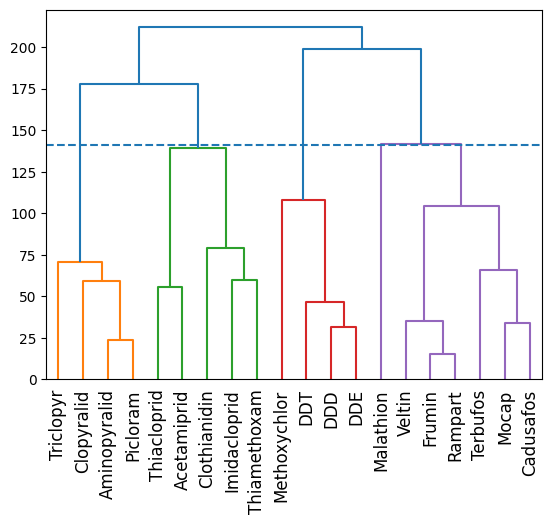 200
175
150
125
100
75
50
25
0
Triclopyr
Clopyralid
Aminopyralid
Picloram
Thiacloprid
Acetamiprid
Clothianidin
Imidacloprid
Thiamethoxam
Methoxychlor
DDT
DDD
DDE
Malathion
Veltin
Frumin
Rampart
Terbufos
Mocap
Cadusafos